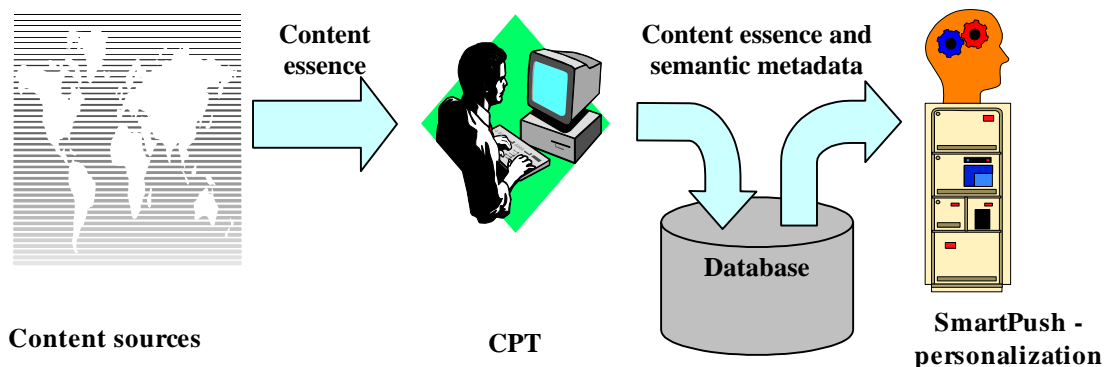 Content
essence
Content essence and
semantic metadata
Database
Content sources
CPT
SmartPush -
personalization